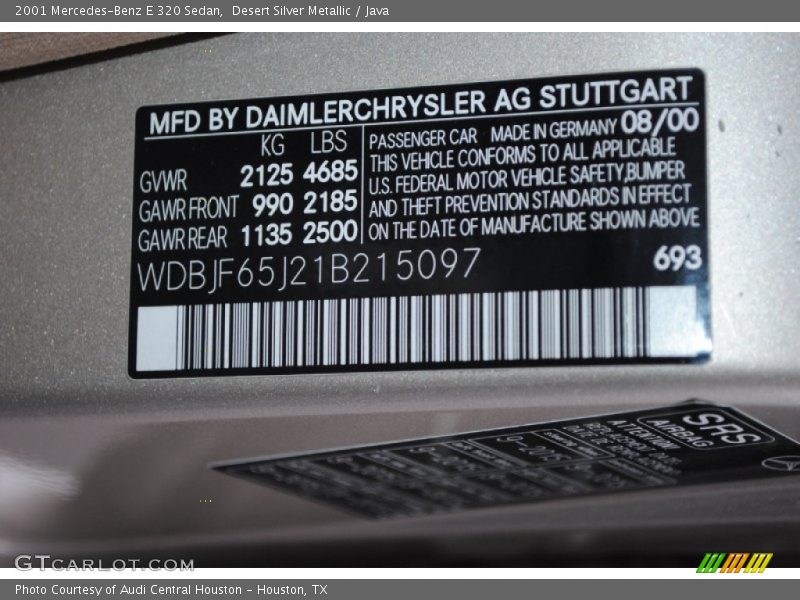 2001 Mercedes-Benz E 320 Sedan,  Desert Silver Metallic / Java
MFD BY DAIMLERCHRYSLER AG STUTTGART
KG LBS
GVWR 2125 4685
GAWR FRONT 990 2185
GAWR REAR 1135 2500
PASSENGER CAR MADE IN GERMANY 08/00
THIS VEHICLE CONFORMS TO ALL APPLICABLE
U.S. FEDERAL MOTOR VEHICLE SAFETY,BUMPER
AND THEFT PREVENTION STANDARDS IN EFFECT
ON THE DATE OF MANUFACTURE SHOWN ABOVE
WDBJF65J21B215097
693
SRS
AIRBAG
GTCARLOT.COM
Photo Courtesy of Audi Central Houston - Houston, TX